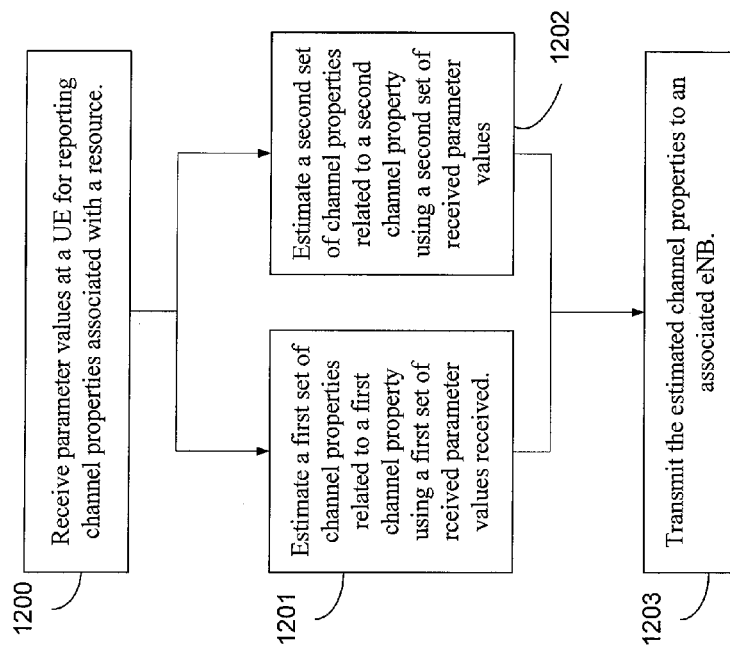 1200
Receive parameter values at a UE for reporting
channel properties associated with a resource.
1201
Estimate a first set of
channel properties
related to a first
channel property
using a first set of
rceived parameter
values received.
Estimate a second set
of channel properties
related to a second
channel property
using a second set of
received parameter
values
1202
1203
Transmit the estimated channel properties to an
associated eNB.